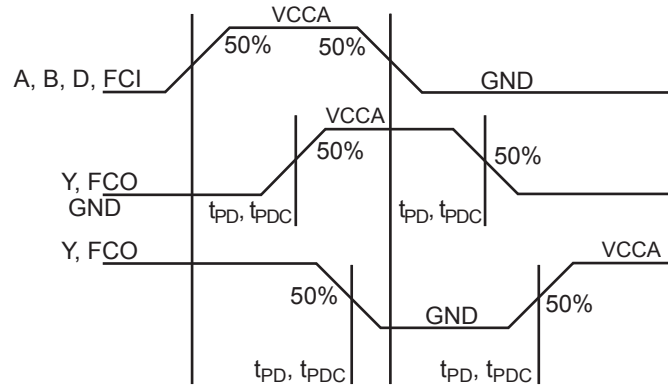 VCCA
50% 50%
A, B, D, FCI
GND
VCCA
50% 50%
Y, FCO
GND
tPD, tPDC tPD, tPDC
Y, FCO
VCCA
50% GND 50%
tPD, tPDC tPD, tPDC